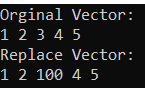 Orginal Vector:
1 2 3 4 5
Replace Vector:
1 2 100 4 5